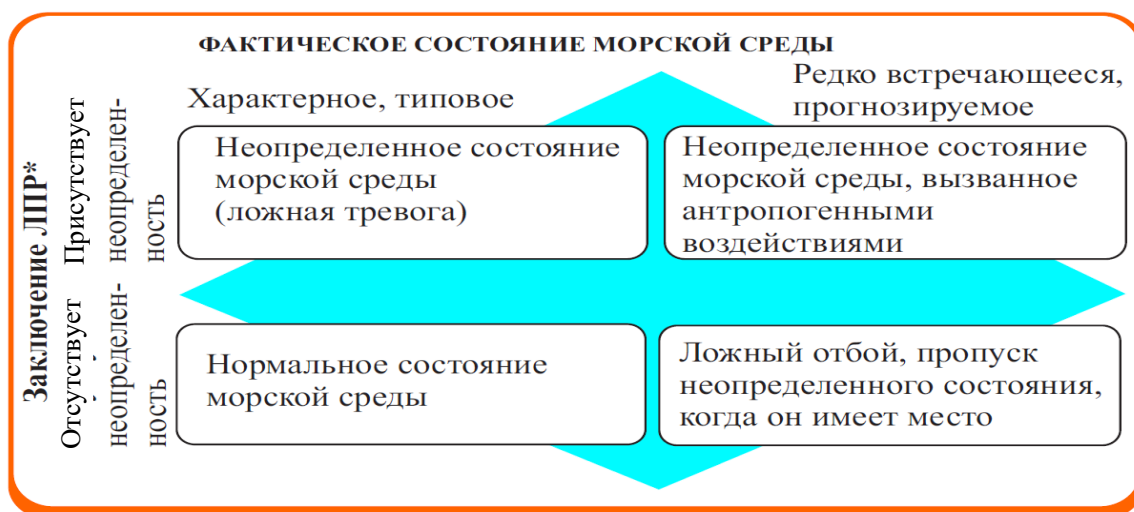 ФАКТИЧЕСКОЕ СОСТОЯНИЕ МОРСКОЙ СРЕДЫ
Характерное, типовое
Редко встречающееся,
прогнозируемое
Заключение ЛПР*
Присутствует
неопределен-
ность
Неопределенное состояние
морской среды
(ложная тревога)
Неопределенное состояние
морской среды, вызванное
антропогенными
воздействиями
Отсутствует
неопределен-
ность
Нормальное состояние
морской среды
Ложный отбой, пропуск
неопределенного состояния,
когда он имеет место